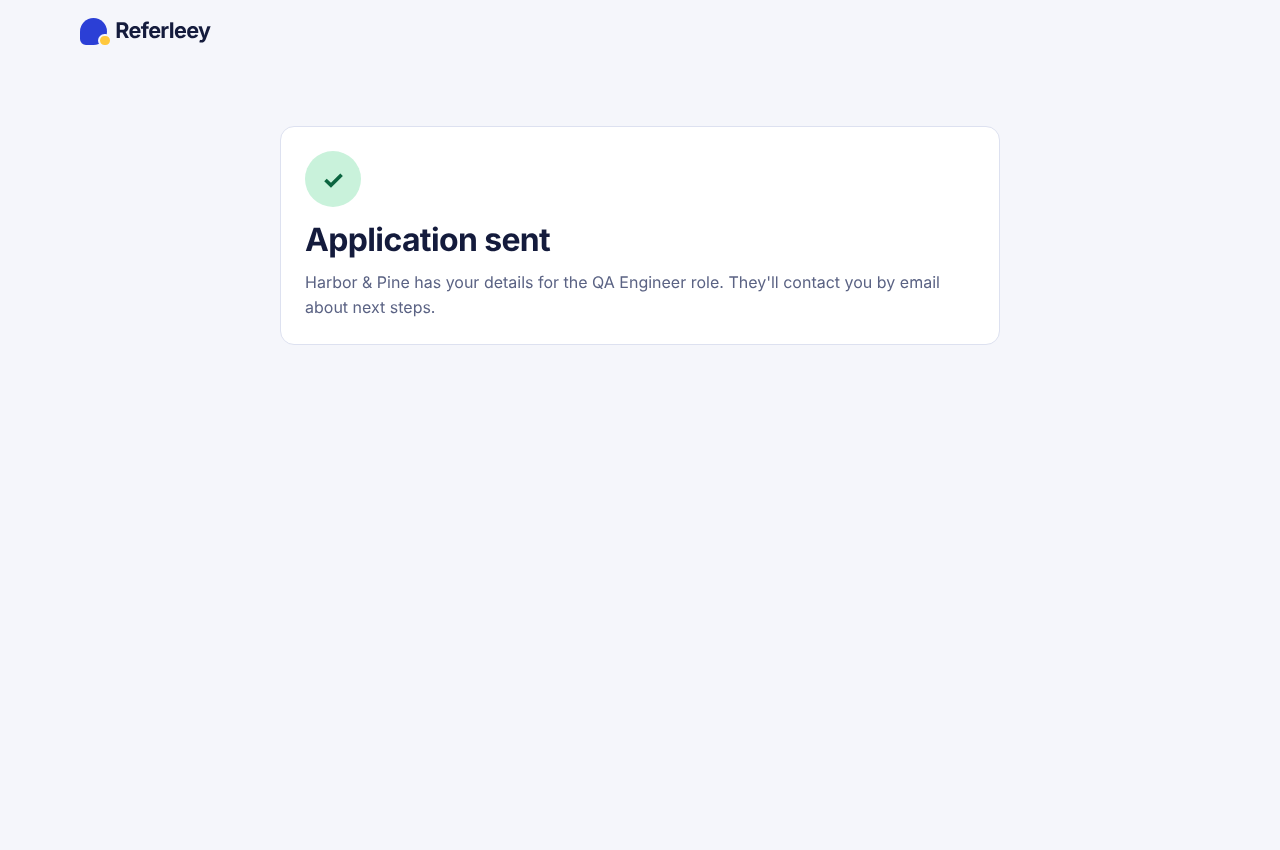 Referleey
Application sent
Harbor & Pine has your details for the QA Engineer role. They'll contact you by email
about next steps.